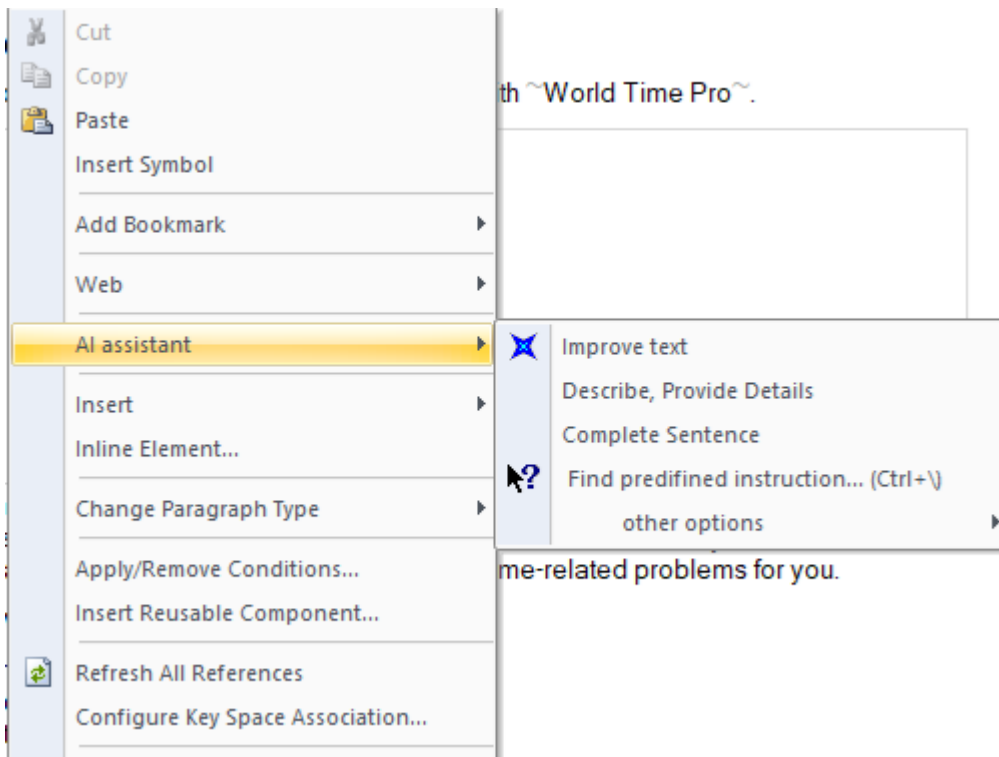 Cut
Copy
th ~World Time Pro~.
Paste
Insert Symbol
Add Bookmark
Web
AI assistant
Improve text
Describe, Provide Details
Complete Sentence
Find predifined instruction... (Ctrl+\)
other options
Insert
Inline Element...
Change Paragraph Type
Apply/Remove Conditions...
me-related problems for you.
Insert Reusable Component...
Refresh All References
Configure Key Space Association...